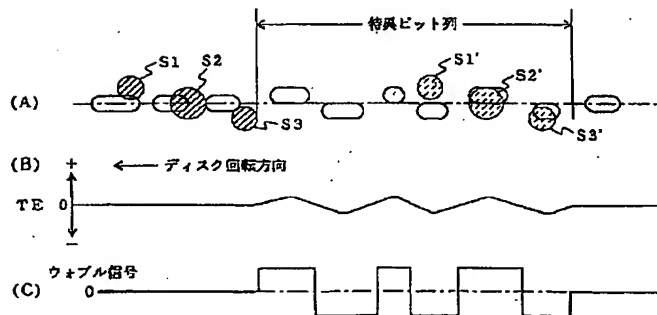 特異ピット列
S1
S2
S1'
S2'
(A)
S3
S3'
(B)
+
ディスク回転方向
TE
0
−
ウォブル信号
(C)
0